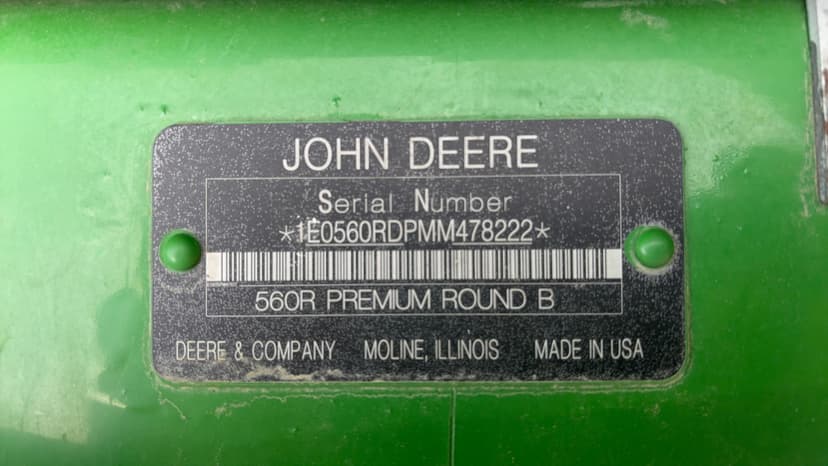 JOHN DEERE
Serial Number
*1E0560RDPMM478222*
560R PREMIUM ROUND B
DEERE & COMPANY MOLINE, ILLINOIS MADE IN USA